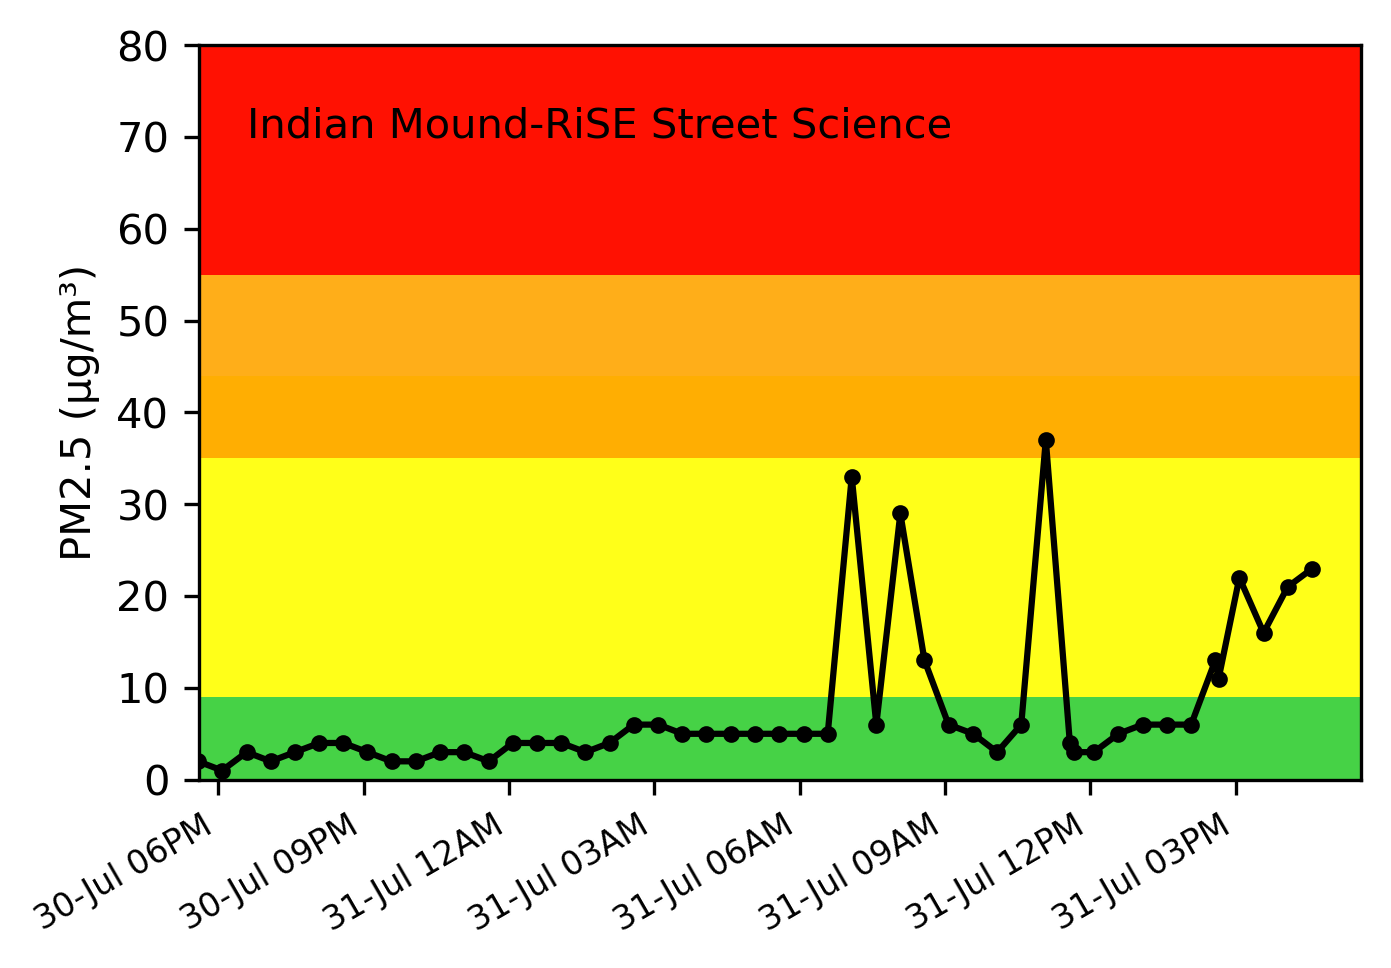 Indian Mound-RiSE Street Science
PM2.5 (µg/m³)
80
70
60
50
40
30
20
10
0
30-Jul 06PM
30-Jul 09PM
31-Jul 12AM
31-Jul 03AM
31-Jul 06AM
31-Jul 09AM
31-Jul 12PM
31-Jul 03PM